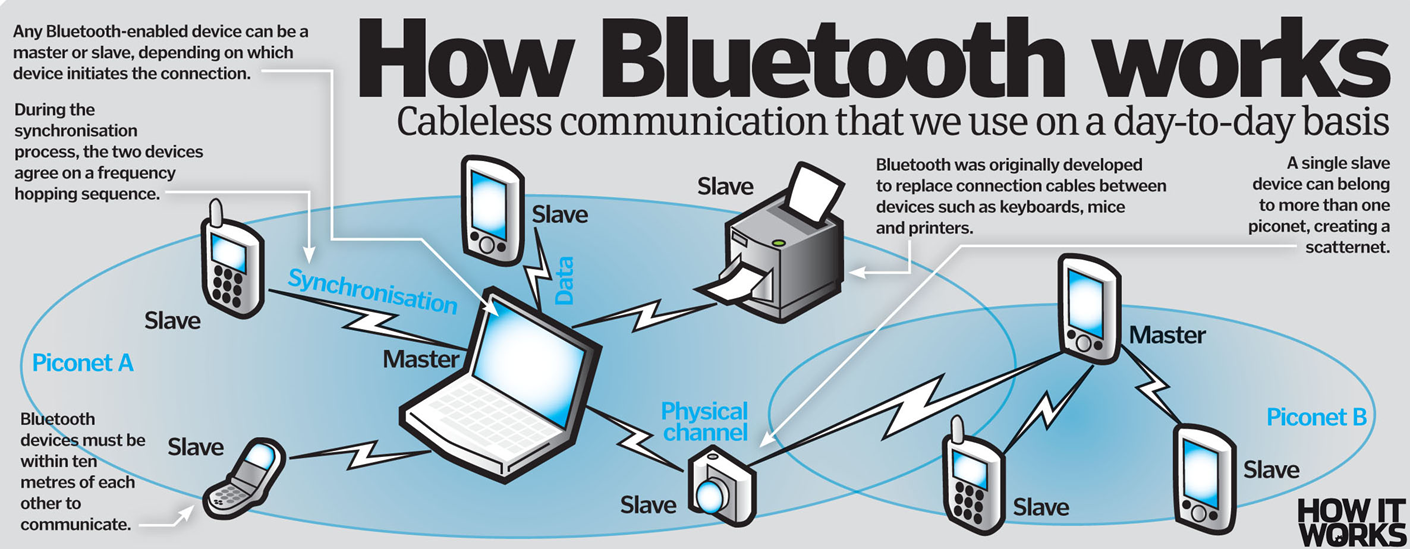 How Bluetooth works
Cableless communication that we use on a day-to-day basis
Any Bluetooth-enabled device can be a
master or slave, depending on which
device initiates the connection.
During the
synchronisation
process, the two devices
agree on a frequency
hopping sequence.
Bluetooth was originally developed
to replace connection cables between
devices such as keyboards, mice
and printers.
A single slave
device can belong
to more than one
piconet, creating a
scatternet.
Slave
Slave
Slave
Synchronisation
Data
Slave
Master
Master
Piconet A
Bluetooth
devices must be
within ten
metres of each
other to
communicate.
Slave
Physical
channel
Slave
Piconet B
Slave
Slave
HOW IT
WORKS